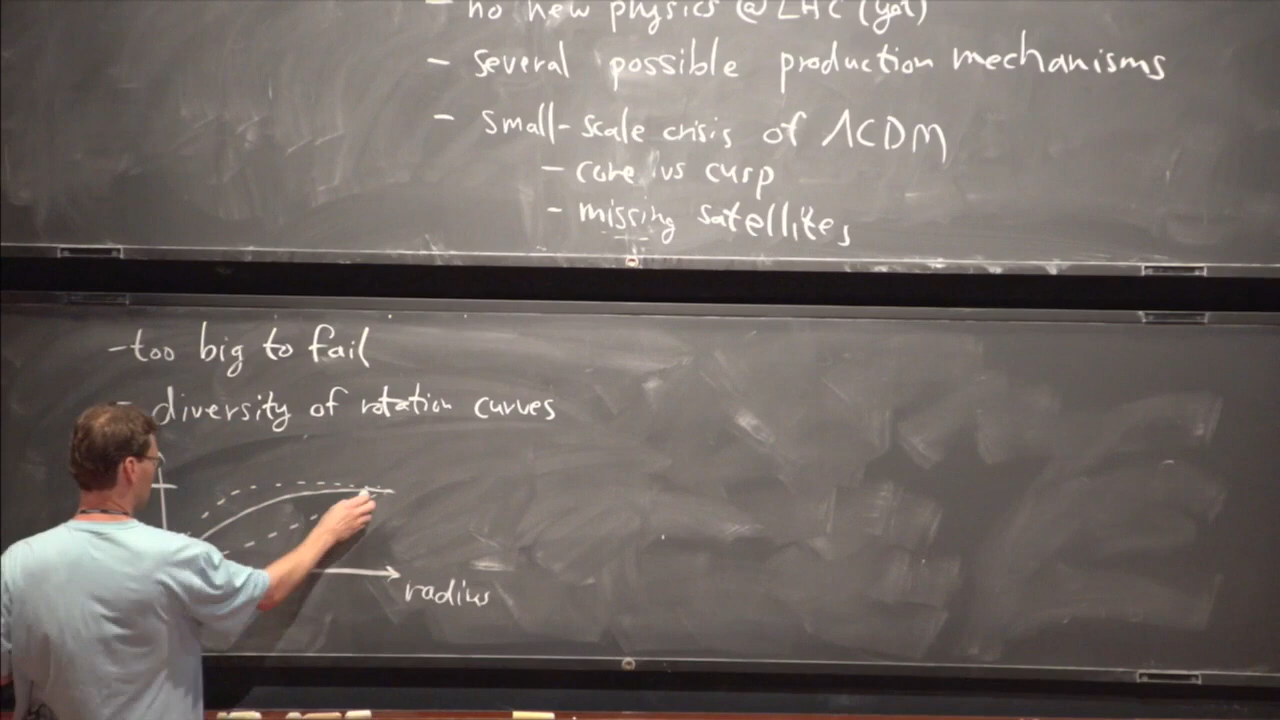 - no new physics @ LHC (yet)
- several possible production mechanisms
- small-scale crisis of ΛCDM
- core vs cusp
- missing satellites
- too big to fail
- diversity of rotation curves
radius